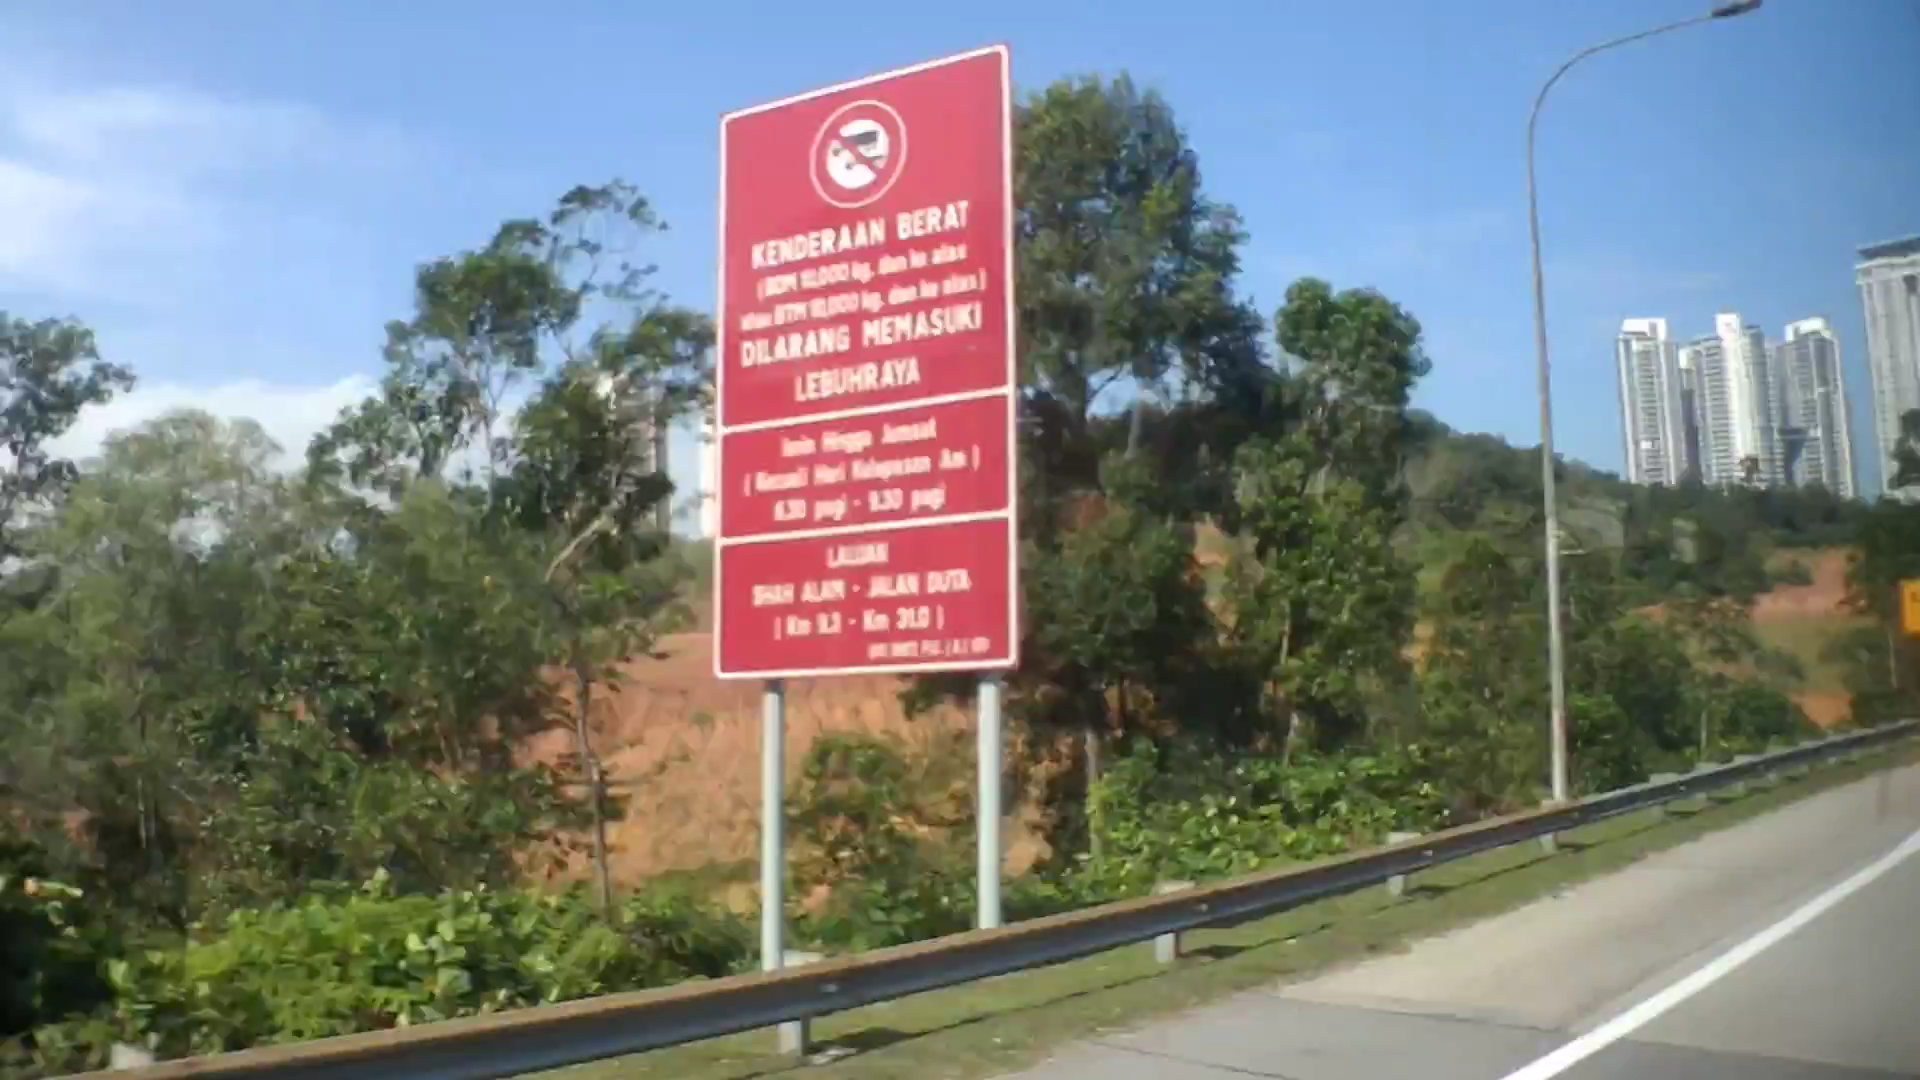 KENDERAAN BERAT
(BDM 10,000 kg. dan ke atas
atau BTM 10,000 kg. dan ke atas)
DILARANG MEMASUKI
LEBUHRAYA
Isnin Hingga Jumaat
( Kecuali Hari Kelepasan Am )
6.30 pagi - 9.30 pagi
LALUAN
SHAH ALAM - JALAN DUTA
( Km 9.3 - Km 31.0 )